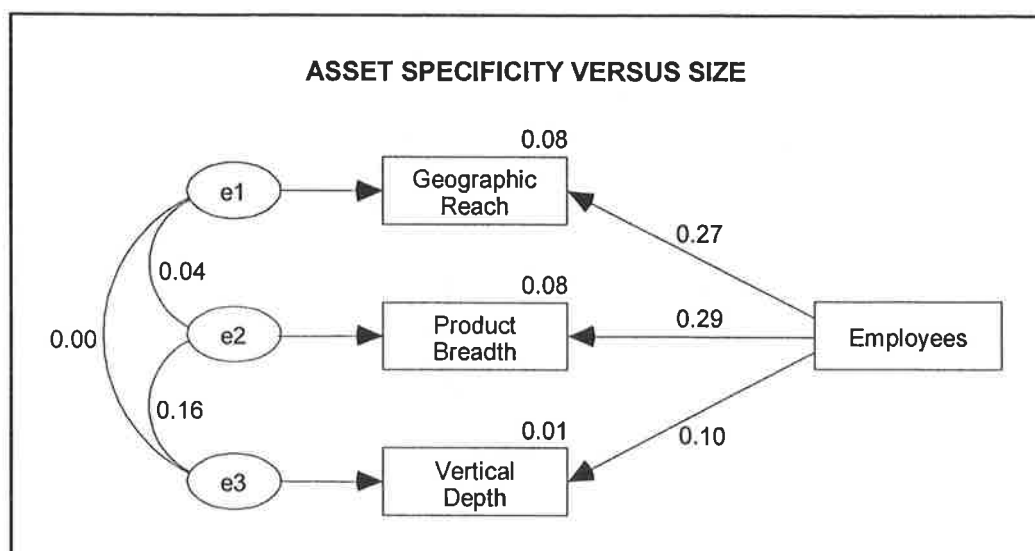 ASSET SPECIFICITY VERSUS SIZE
0.08
e1
Geographic
Reach
0.27
0.04
0.08
0.00
e2
Product
Breadth
0.29
Employees
0.16
0.01
0.10
e3
Vertical
Depth